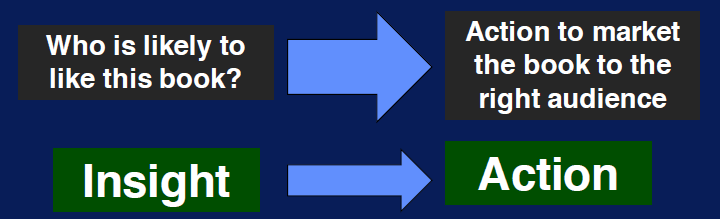 Who is likely to
like this book?
Action to market
the book to the
right audience
Insight
Action